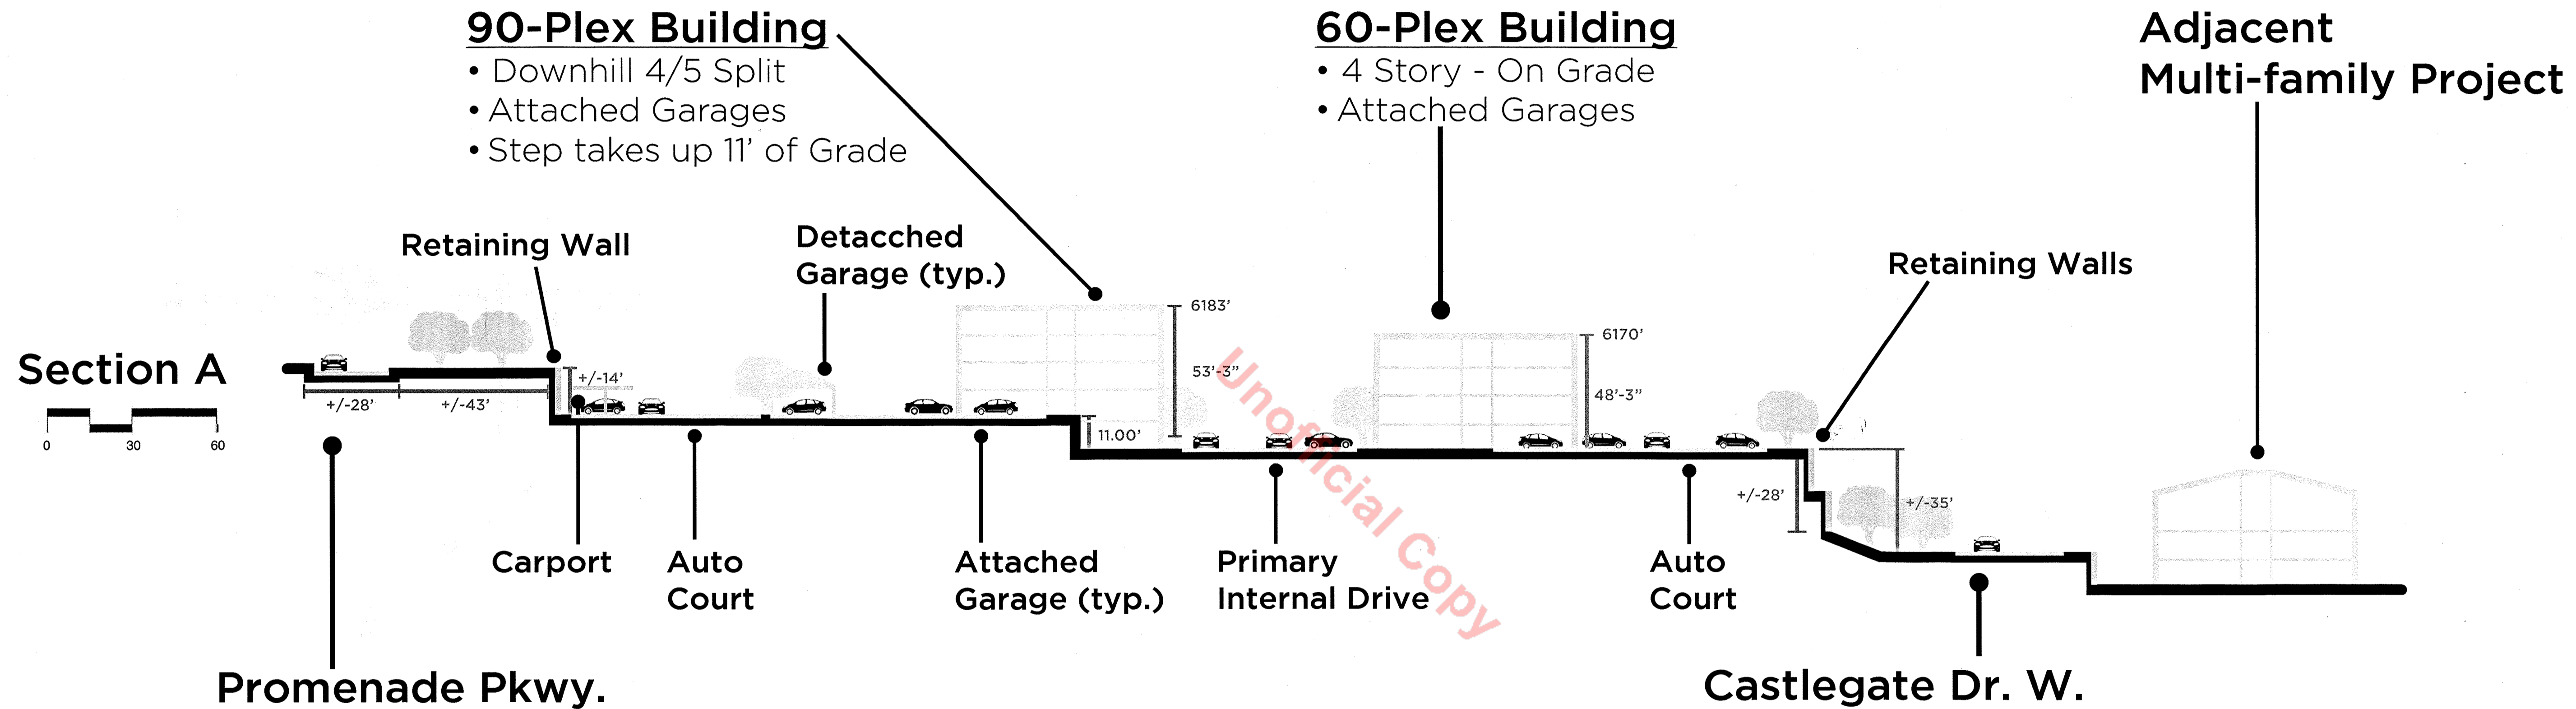 90-Plex Building
• Downhill 4/5 Split
• Attached Garages
• Step takes up 11’ of Grade
60-Plex Building
• 4 Story - On Grade
• Attached Garages
Adjacent
Multi-family Project
Retaining Wall
Detacched
Garage (typ.)
Retaining Walls
6183’
53’-3”
11.00’
6170’
48’-3”
Section A
0 30 60
+/-28’
+/-43’
+/-14’
+/-28’
+/-35’
Carport
Auto
Court
Attached
Garage (typ.)
Primary
Internal Drive
Auto
Court
Promenade Pkwy.
Castlegate Dr. W.
Unofficial Copy